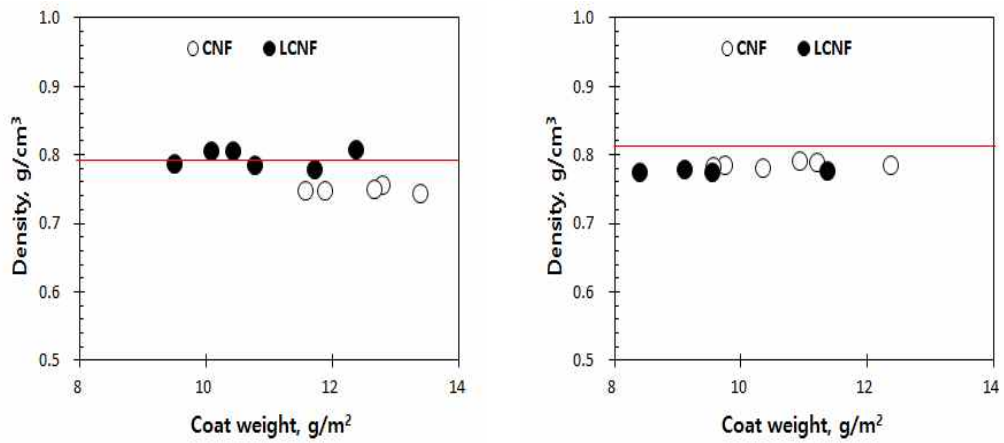 1.0
CNF LCNF
0.9
0.8
0.7
0.6
0.5
8 10 12 14
Density, g/cm³
Coat weight, g/m²
1.0
CNF LCNF
0.9
0.8
0.7
0.6
0.5
8 10 12 14
Density, g/cm³
Coat weight, g/m²